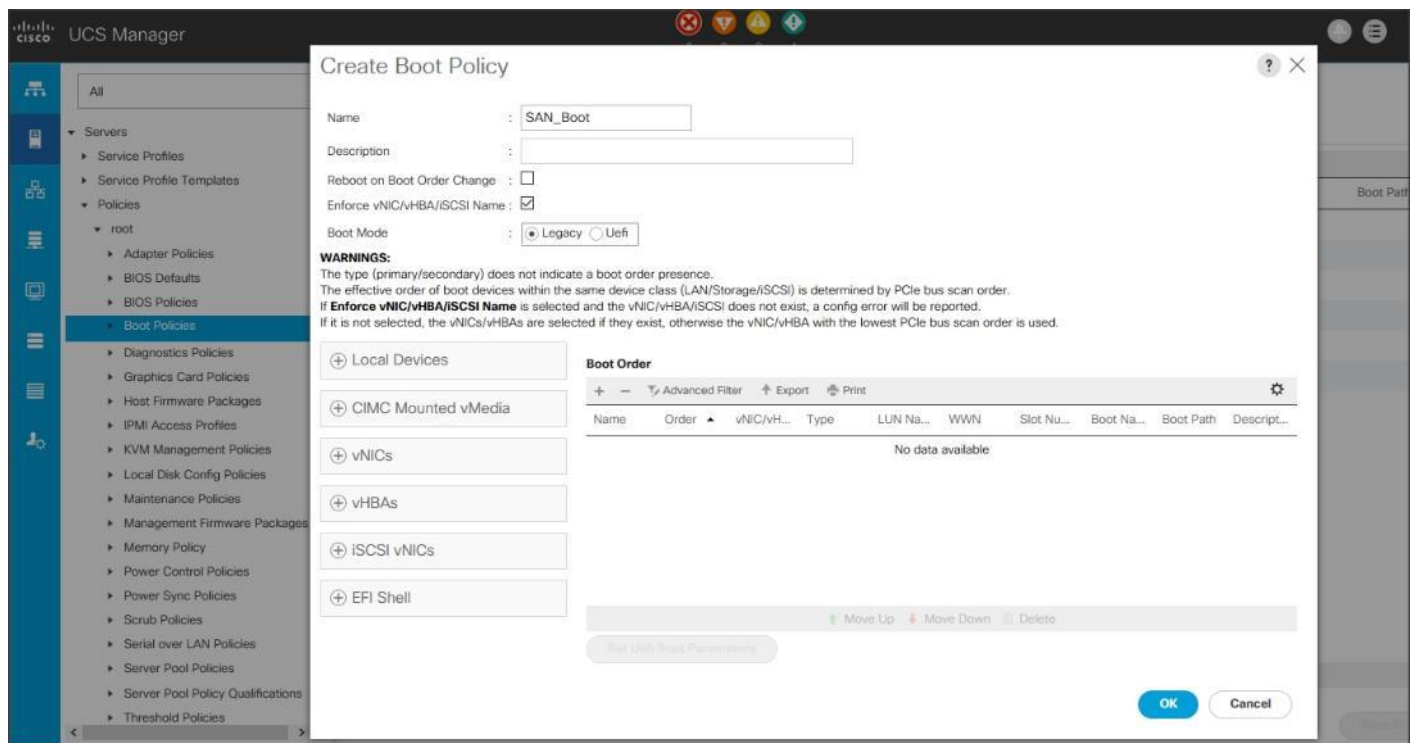 cisco UCS Manager
Create Boot Policy
?
All
Servers
Service Profiles
Service Profile Templates
Policies
root
Adapter Policies
BIOS Defaults
BIOS Policies
Boot Policies
Diagnostics Policies
Graphics Card Policies
Host Firmware Packages
IPMI Access Profiles
KVM Management Policies
Local Disk Config Policies
Maintenance Policies
Management Firmware Packages
Memory Policy
Power Control Policies
Power Sync Policies
Scrub Policies
Serial over LAN Policies
Server Pool Policies
Server Pool Policy Qualifications
Threshold Policies
Name : SAN_Boot
Description :
Reboot on Boot Order Change :
Enforce vNIC/vHBA/iSCSI Name :
Boot Mode : Legacy Uefi
WARNINGS:
The type (primary/secondary) does not indicate a boot order presence.
The effective order of boot devices within the same device class (LAN/Storage/iSCSI) is determined by PCIe bus scan order.
If Enforce vNIC/vHBA/iSCSI Name is selected and the vNIC/vHBA/iSCSI does not exist, a config error will be reported.
If it is not selected, the vNICs/vHBAs are selected if they exist, otherwise the vNIC/vHBA with the lowest PCIe bus scan order is used.
Local Devices
CIMC Mounted vMedia
vNICs
vHBAs
iSCSI vNICs
EFI Shell
Boot Order
+ − Advanced Filter Export Print
Name Order vNIC/vH... Type LUN Na... WWN Slot Nu... Boot Na... Boot Path Descript...
No data available
Move Up Move Down Delete
Set Uefi Boot Parameters
OK Cancel
Boot Pat